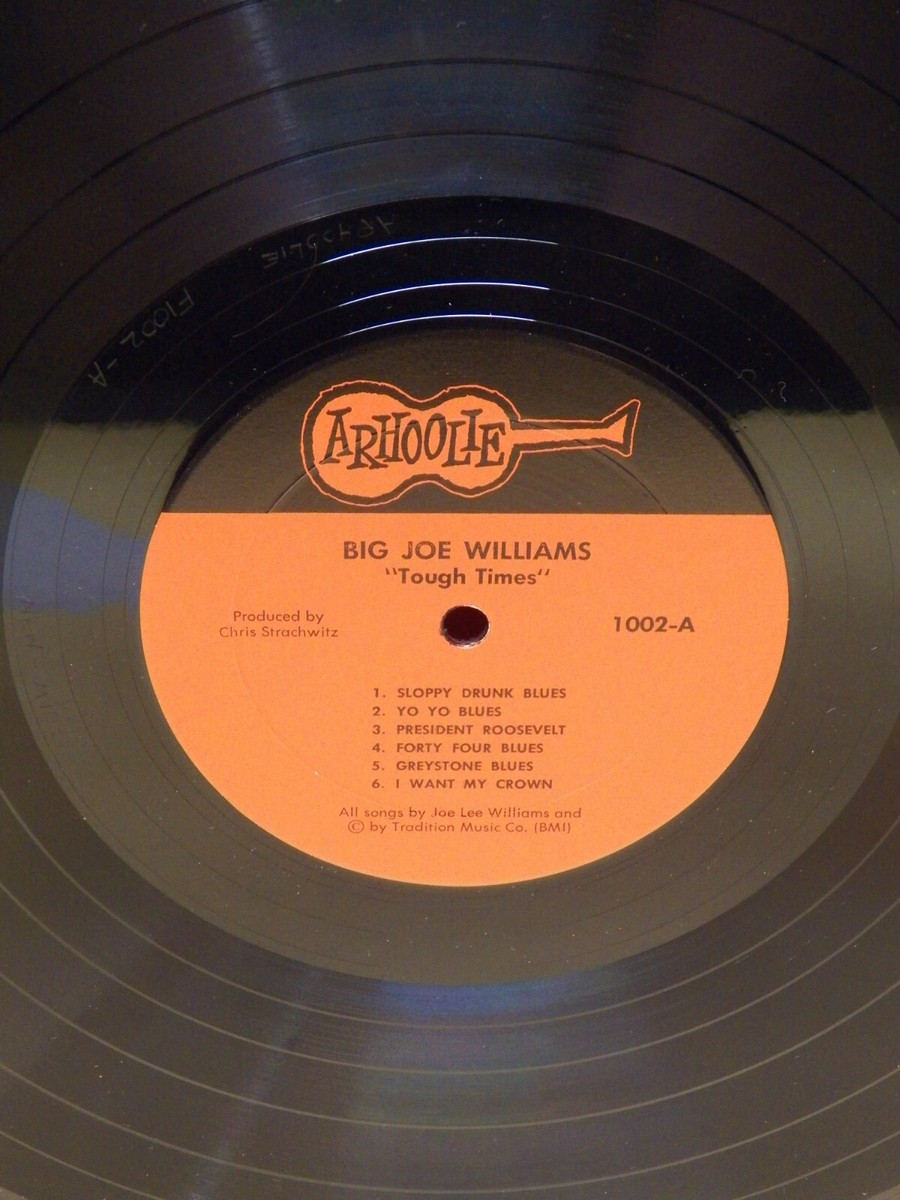 ARHOOLIE
F1002-A
ARHOOLIE
BIG JOE WILLIAMS
"Tough Times"
Produced by
Chris Strachwitz
1002-A
1. SLOPPY DRUNK BLUES
2. YO YO BLUES
3. PRESIDENT ROOSEVELT
4. FORTY FOUR BLUES
5. GREYSTONE BLUES
6. I WANT MY CROWN
All songs by Joe Lee Williams and
© by Tradition Music Co. (BMI)